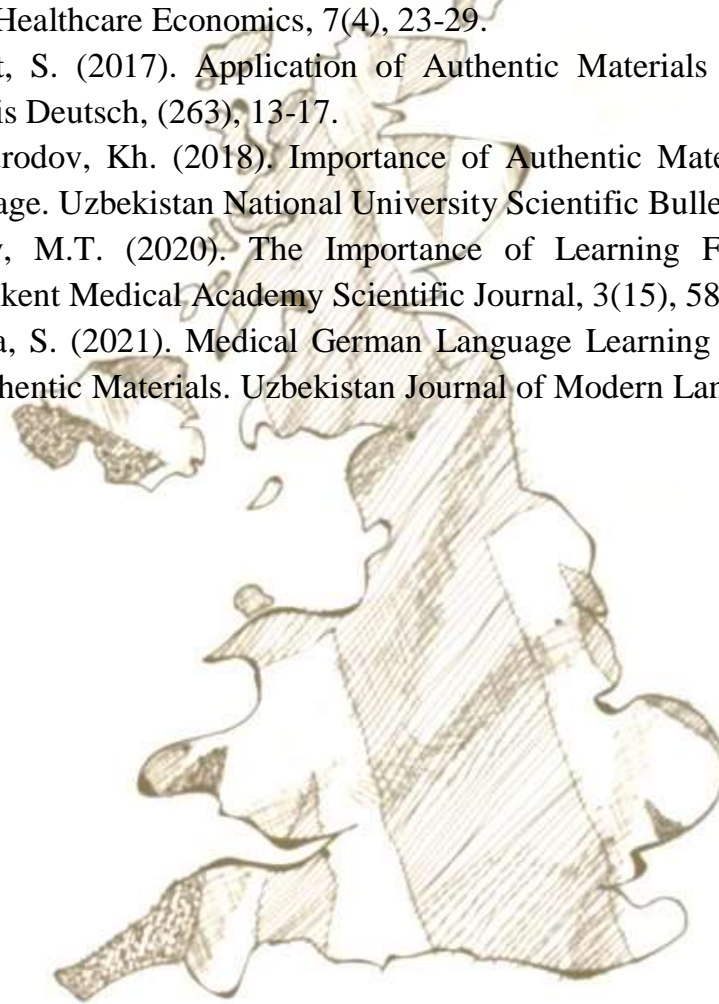 Healthcare Economics, 7(4), 23-29.
t, S. (2017). Application of Authentic Materials
is Deutsch, (263), 13-17.
rodov, Kh. (2018). Importance of Authentic Mate
age. Uzbekistan National University Scientific Bulle
y, M.T. (2020). The Importance of Learning F
kent Medical Academy Scientific Journal, 3(15), 58
a, S. (2021). Medical German Language Learning
hentic Materials. Uzbekistan Journal of Modern Lan